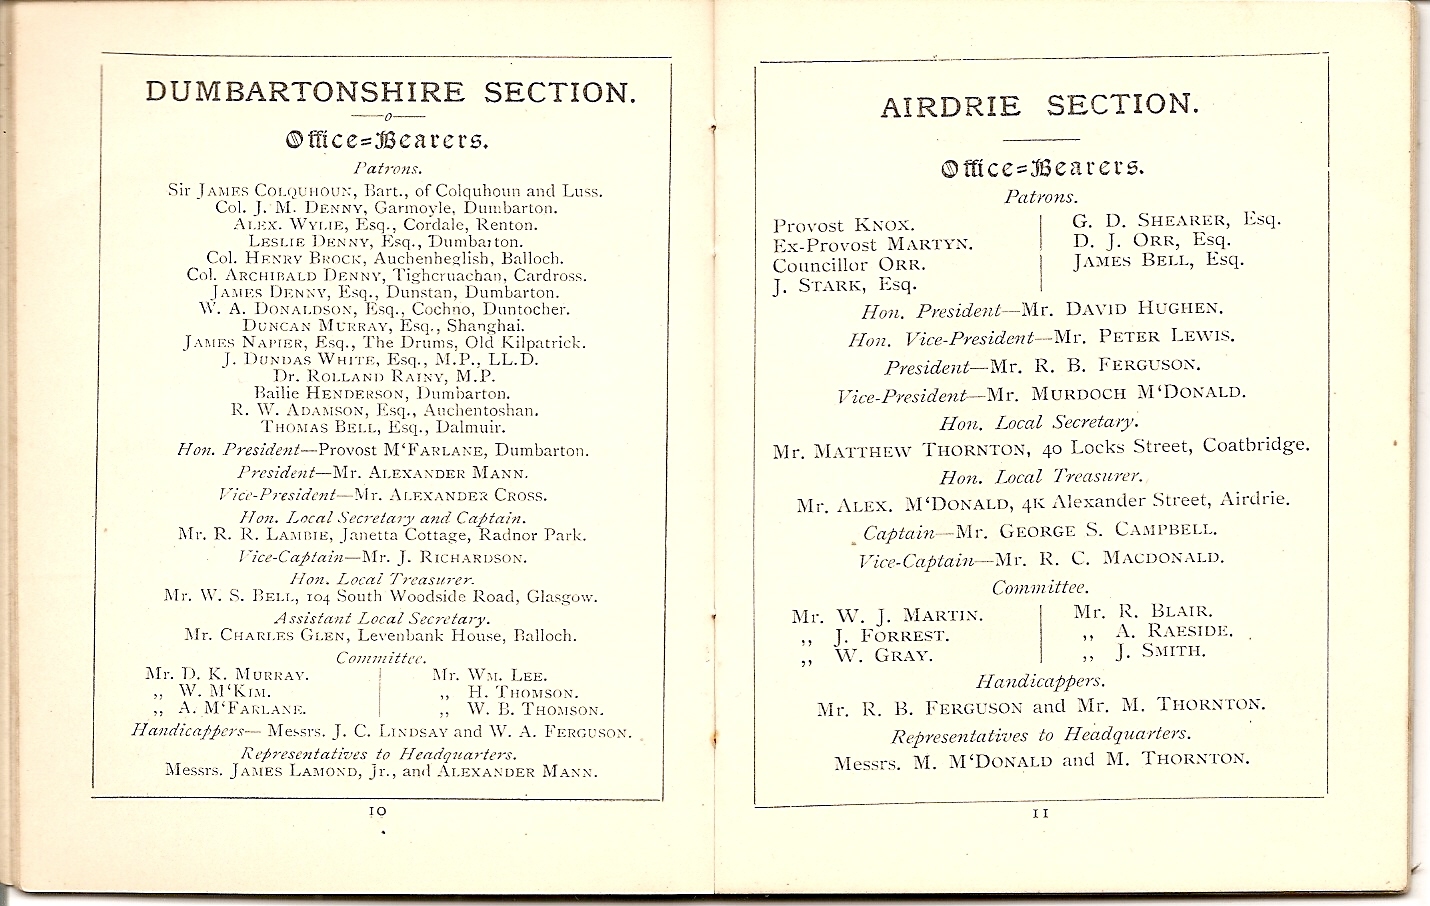 DUMBARTONSHIRE SECTION.
Office=Bearers.
Patrons.
Sir JAMES COLQUHOUN, Bart., of Colquhoun and Luss.
Col. J. M. DENNY, Garmoyle, Dumbarton.
ALEX. WYLIE, Esq., Cordale, Renton.
LESLIE DENNY, Esq., Dumbarton.
Col. HENRY BROCK, Auchenheglish, Balloch.
Col. ARCHIBALD DENNY, Tighcruachan, Cardross.
JAMES DENNY, Esq., Dunstan, Dumbarton.
W. A. DONALDSON, Esq., Cochno, Duntocher.
DUNCAN MURRAY, Esq., Shanghai.
JAMES NAPIER, Esq., The Drums, Old Kilpatrick.
J. DUNDAS WHITE, Esq., M.P., LL.D.
Dr. ROLLAND RAINY, M.P.
Bailie HENDERSON, Dumbarton.
R. W. ADAMSON, Esq., Auchentoshan.
THOMAS BELL, Esq., Dalmuir.
Hon. President—Provost M‘FARLANE, Dumbarton.
President—Mr. ALEXANDER MANN.
Vice-President—Mr. ALEXANDER CROSS.
Hon. Local Secretary and Captain.
Mr. R. R. LAMBIE, Janetta Cottage, Radnor Park.
Vice-Captain—Mr. J. RICHARDSON.
Hon. Local Treasurer.
Mr. W. S. BELL, 104 South Woodside Road, Glasgow.
Assistant Local Secretary.
Mr. CHARLES GLEN, Levenbank House, Balloch.
Committee.
Mr. D. K. MURRAY.
„ W. M‘KIM.
„ A. M‘FARLANE.
Mr. WM. LEE.
„ H. THOMSON.
„ W. B. THOMSON.
Handicappers— Messrs. J. C. LINDSAY and W. A. FERGUSON.
Representatives to Headquarters.
Messrs. JAMES LAMOND, jr., and ALEXANDER MANN.
10
AIRDRIE SECTION.
Office=Bearers.
Patrons.
Provost KNOX.
Ex-Provost MARTYN.
Councillor ORR.
J. STARK, Esq.
G. D. SHEARER, Esq.
D. J. ORR, Esq.
JAMES BELL, Esq.
Hon. President—Mr. DAVID HUGHEN.
Hon. Vice-President—Mr. PETER LEWIS.
President—Mr. R. B. FERGUSON.
Vice-President—Mr. MURDOCH M‘DONALD.
Hon. Local Secretary.
Mr. MATTHEW THORNTON, 40 Locks Street, Coatbridge.
Hon. Local Treasurer.
Mr. ALEX. M‘DONALD, 4K Alexander Street, Airdrie.
Captain—Mr. GEORGE S. CAMPBELL.
Vice-Captain—Mr. R. C. MACDONALD.
Committee.
Mr. W. J. MARTIN.
„ J. FORREST.
„ W. GRAY.
Mr. R. BLAIR.
„ A. RAESIDE.
„ J. SMITH.
Handicappers.
Mr. R. B. FERGUSON and Mr. M. THORNTON.
Representatives to Headquarters.
Messrs. M. M‘DONALD and M. THORNTON.
11